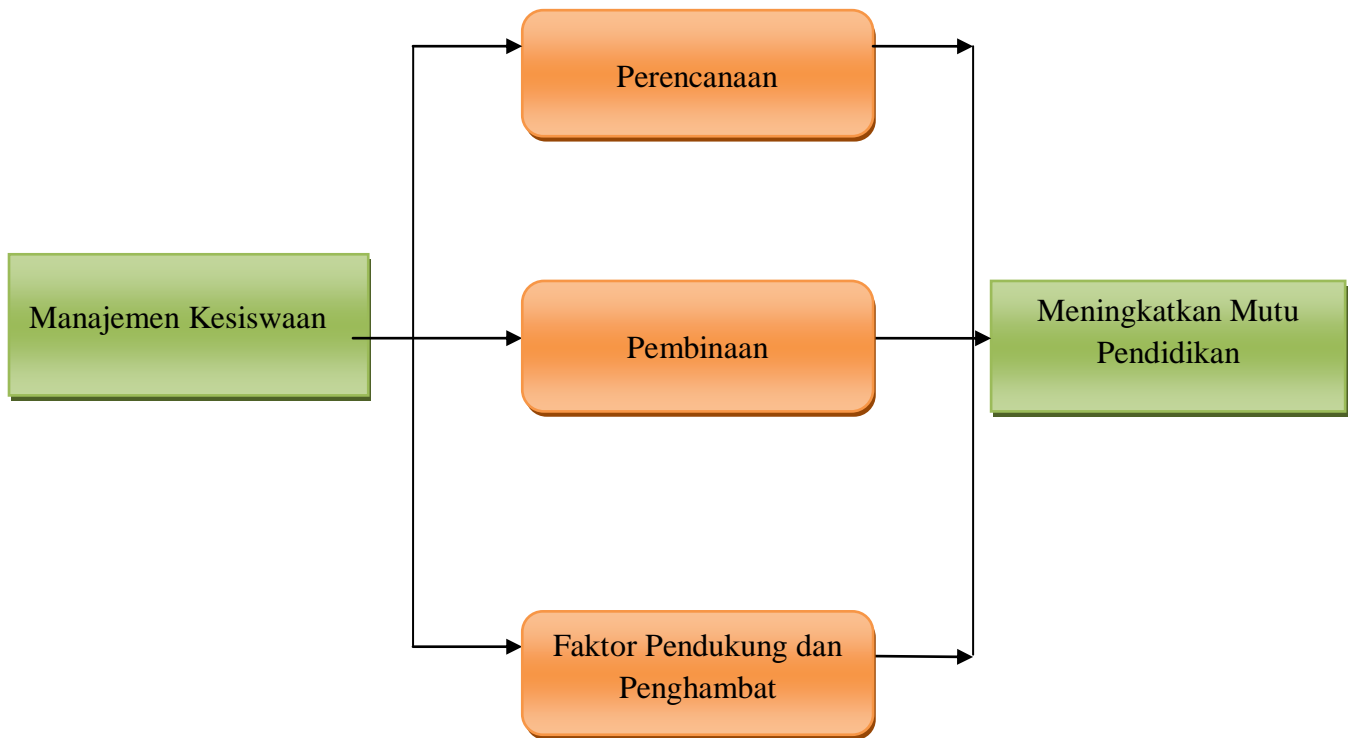 Perencanaan
Manajemen Kesiswaan
Pembinaan
Meningkatkan Mutu
Pendidikan
Faktor Pendukung dan
Penghambat